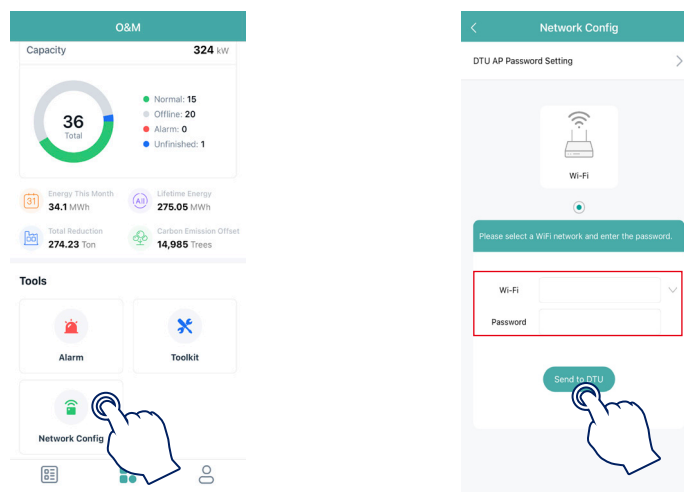 O&M
Capacity 324 kW
36
Total
Normal: 15
Offline: 20
Alarm: 0
Unfinished: 1
31
Energy This Month
34.1 MWh
All
Lifetime Energy
275.05 MWh
Total Reduction
274.23 Ton
Carbon Emission Offset
14,985 Trees
Tools
Alarm
Toolkit
Network Config
Network Config
DTU AP Password Setting
Wi-Fi
Please select a WiFi network and enter the password.
Wi-Fi
Password
Send to DTU